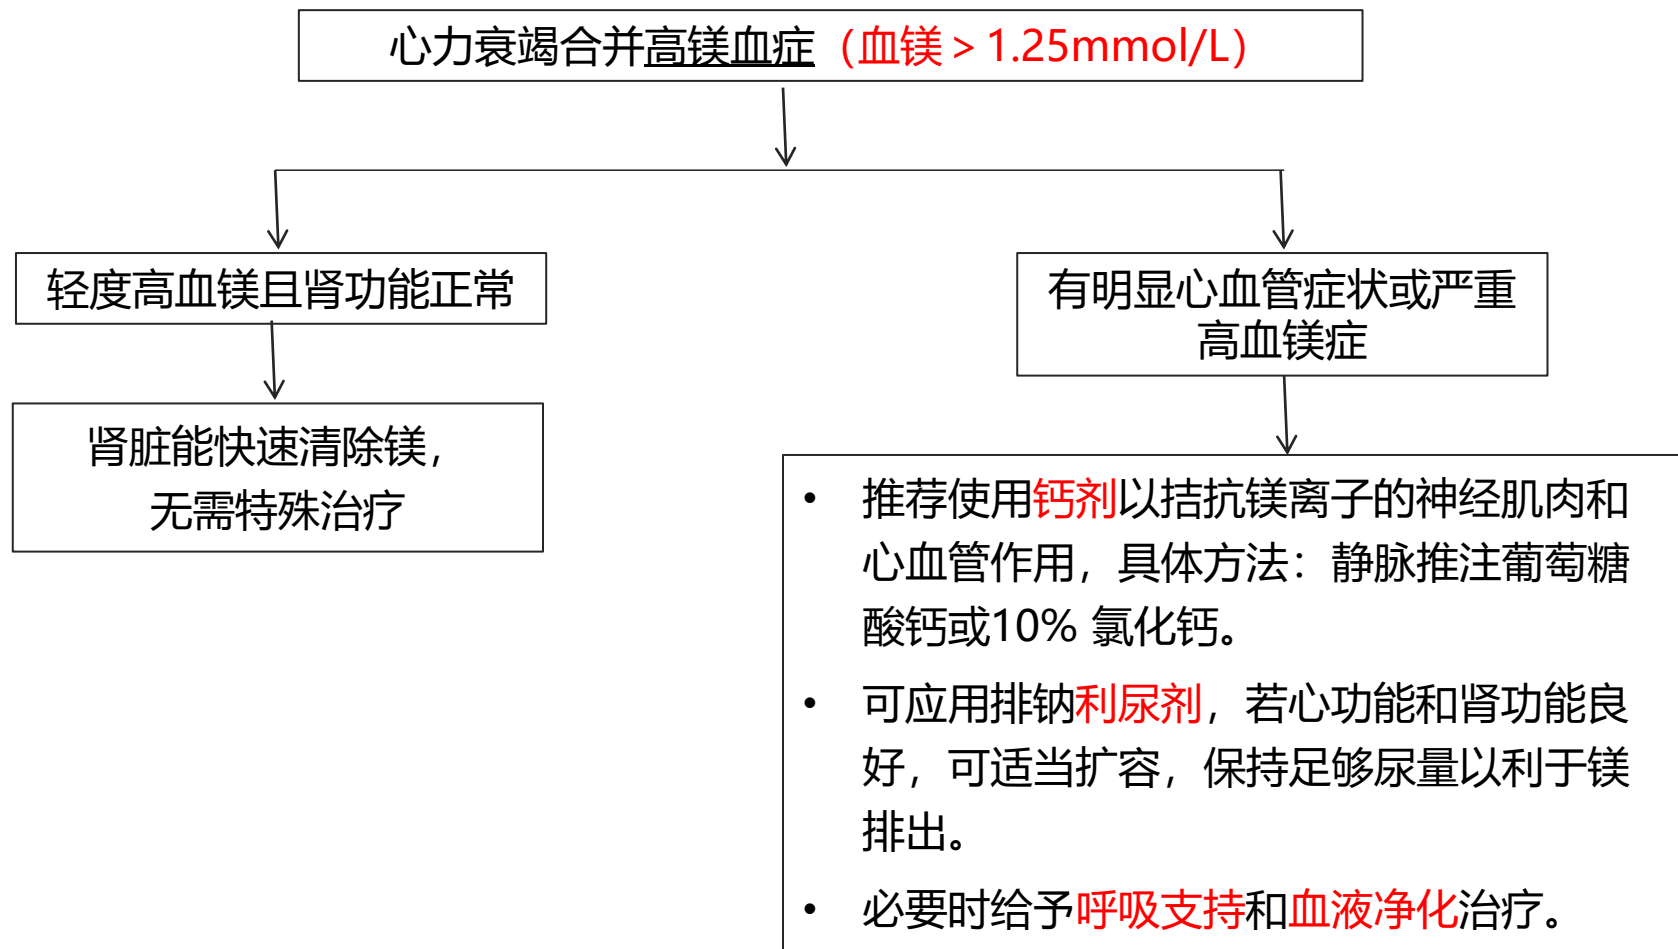 心力衰竭合并高镁血症（血镁＞1.25mmol/L）
轻度高血镁且肾功能正常
有明显心血管症状或严重
高血镁症
肾脏能快速清除镁，
无需特殊治疗
• 推荐使用钙剂以拮抗镁离子的神经肌肉和
心血管作用，具体方法：静脉推注葡萄糖
酸钙或10% 氯化钙。
• 可应用排钠利尿剂，若心功能和肾功能良
好，可适当扩容，保持足够尿量以利于镁
排出。
• 必要时给予呼吸支持和血液净化治疗。